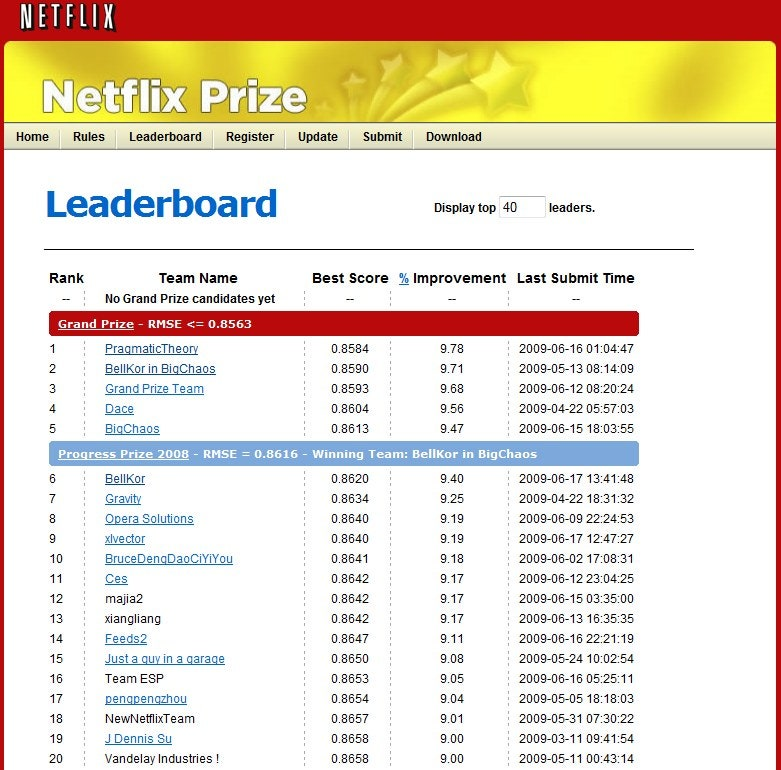 NETFLIX
Netflix Prize
Home Rules Leaderboard Register Update Submit Download
Leaderboard
Display top 40 leaders.
Rank Team Name Best Score % Improvement Last Submit Time
-- No Grand Prize candidates yet -- -- --
Grand Prize - RMSE <= 0.8563
1 PragmaticTheory 0.8584 9.78 2009-06-16 01:04:47
2 BellKor in BigChaos 0.8590 9.71 2009-05-13 08:14:09
3 Grand Prize Team 0.8593 9.68 2009-06-12 08:20:24
4 Dace 0.8604 9.56 2009-04-22 05:57:03
5 BigChaos 0.8613 9.47 2009-06-15 18:03:55
Progress Prize 2008 - RMSE = 0.8616 - Winning Team: BellKor in BigChaos
6 BellKor 0.8620 9.40 2009-06-17 13:41:48
7 Gravity 0.8634 9.25 2009-04-22 18:31:32
8 Opera Solutions 0.8640 9.19 2009-06-09 22:24:53
9 xlvector 0.8640 9.19 2009-06-17 12:47:27
10 BruceDengDaoCiYiYou 0.8641 9.18 2009-06-02 17:08:31
11 Ces 0.8642 9.17 2009-06-12 23:04:25
12 majia2 0.8642 9.17 2009-06-15 03:35:00
13 xiangliang 0.8642 9.17 2009-06-13 16:35:35
14 Feeds2 0.8647 9.11 2009-06-16 22:21:19
15 Just a guy in a garage 0.8650 9.08 2009-05-24 10:02:54
16 Team ESP 0.8653 9.05 2009-06-16 05:25:11
17 pengpengzhou 0.8654 9.04 2009-05-05 18:18:03
18 NewNetflixTeam 0.8657 9.01 2009-05-31 07:30:22
19 J Dennis Su 0.8658 9.00 2009-03-11 09:41:54
20 Vandelay Industries ! 0.8658 9.00 2009-05-11 00:43:14